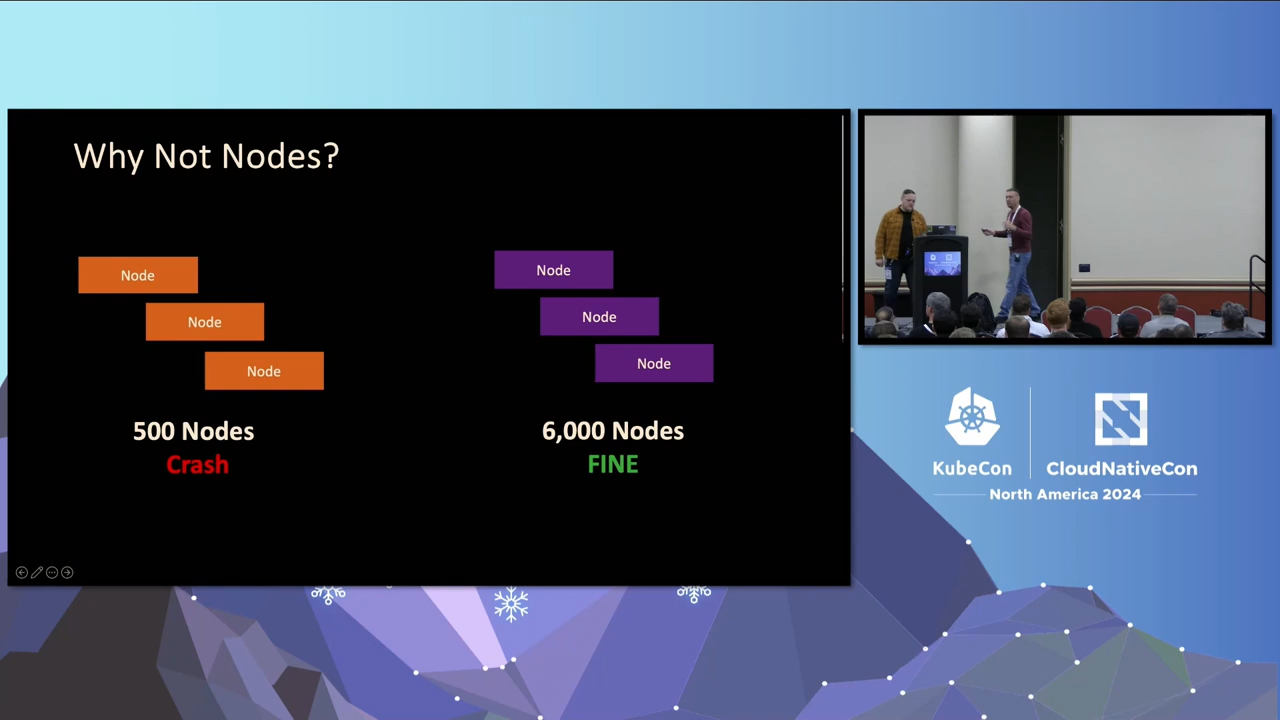 Why Not Nodes?
Node
Node
Node
500 Nodes
Crash
Node
Node
Node
6,000 Nodes
FINE
KubeCon
CloudNativeCon
North America 2024